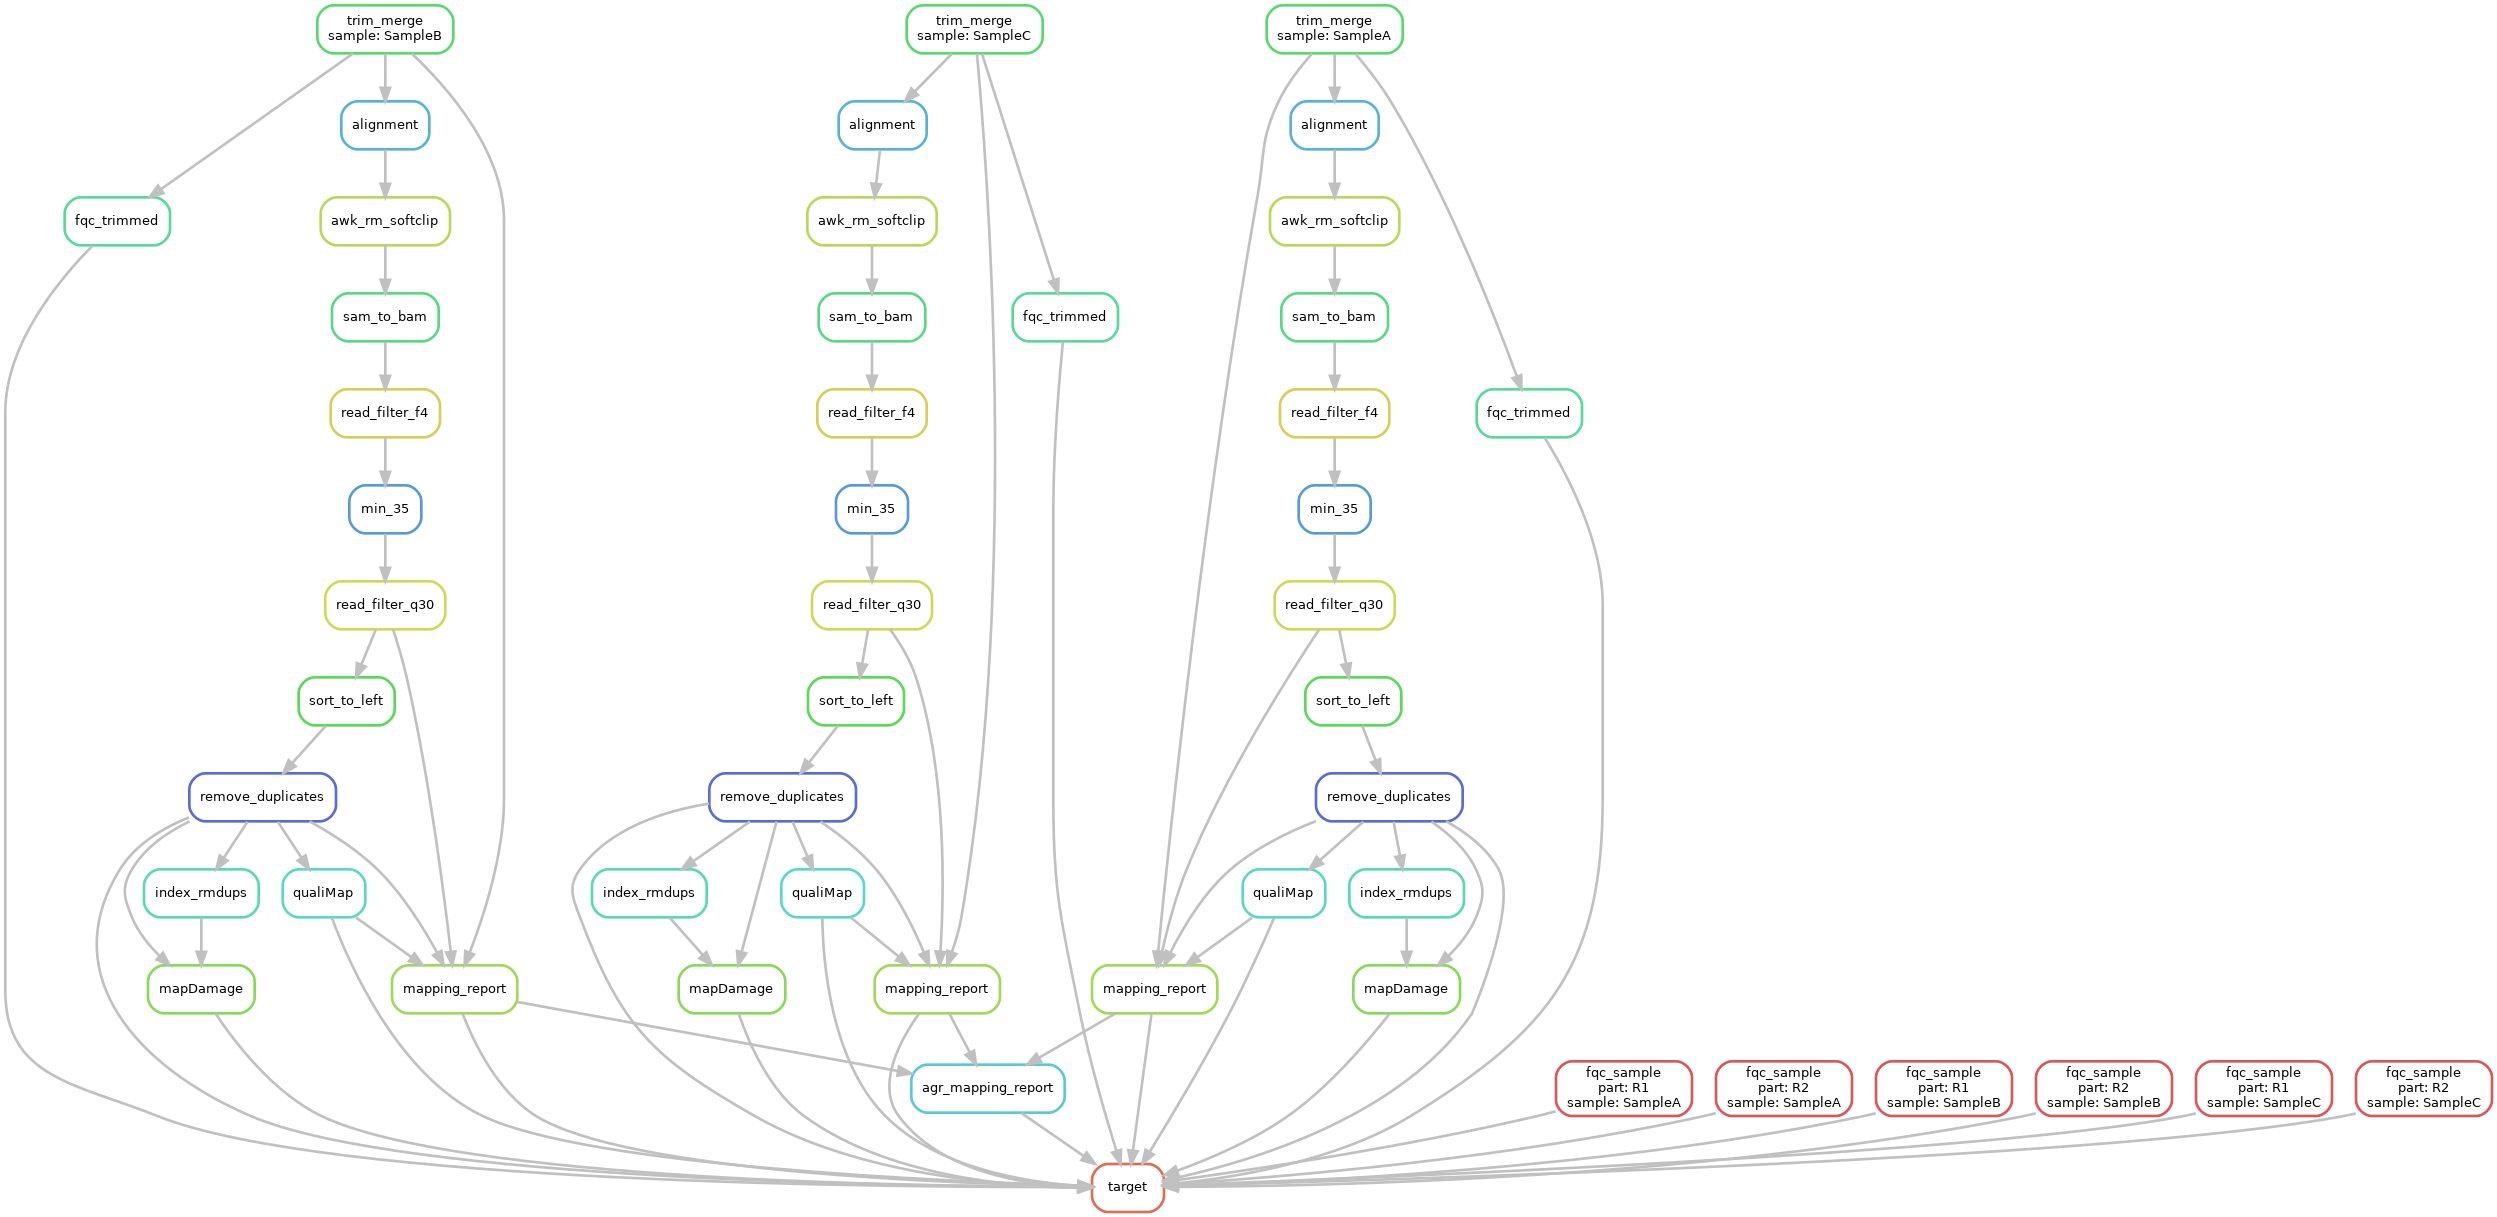 trim_merge
sample: SampleB
trim_merge
sample: SampleC
trim_merge
sample: SampleA
alignment
alignment
alignment
fqc_trimmed
awk_rm_softclip
awk_rm_softclip
awk_rm_softclip
sam_to_bam
sam_to_bam
fqc_trimmed
sam_to_bam
read_filter_f4
read_filter_f4
read_filter_f4
fqc_trimmed
min_35
min_35
min_35
read_filter_q30
read_filter_q30
read_filter_q30
sort_to_left
sort_to_left
sort_to_left
remove_duplicates
remove_duplicates
remove_duplicates
index_rmdups
qualiMap
index_rmdups
qualiMap
qualiMap
index_rmdups
mapDamage
mapping_report
mapDamage
mapping_report
mapping_report
mapDamage
agr_mapping_report
fqc_sample
part: R1
sample: SampleA
fqc_sample
part: R2
sample: SampleA
fqc_sample
part: R1
sample: SampleB
fqc_sample
part: R2
sample: SampleB
fqc_sample
part: R1
sample: SampleC
fqc_sample
part: R2
sample: SampleC
target